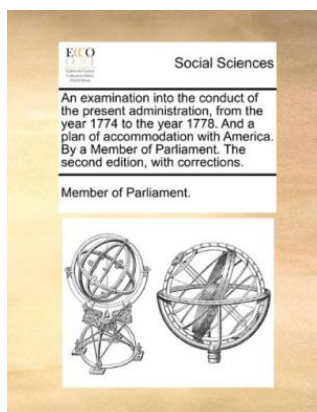 ECCO
Social Sciences
An examination into the conduct of
the present administration, from the
year 1774 to the year 1778. And a
plan of accommodation with America.
By a Member of Parliament. The
second edition, with corrections.
Member of Parliament.